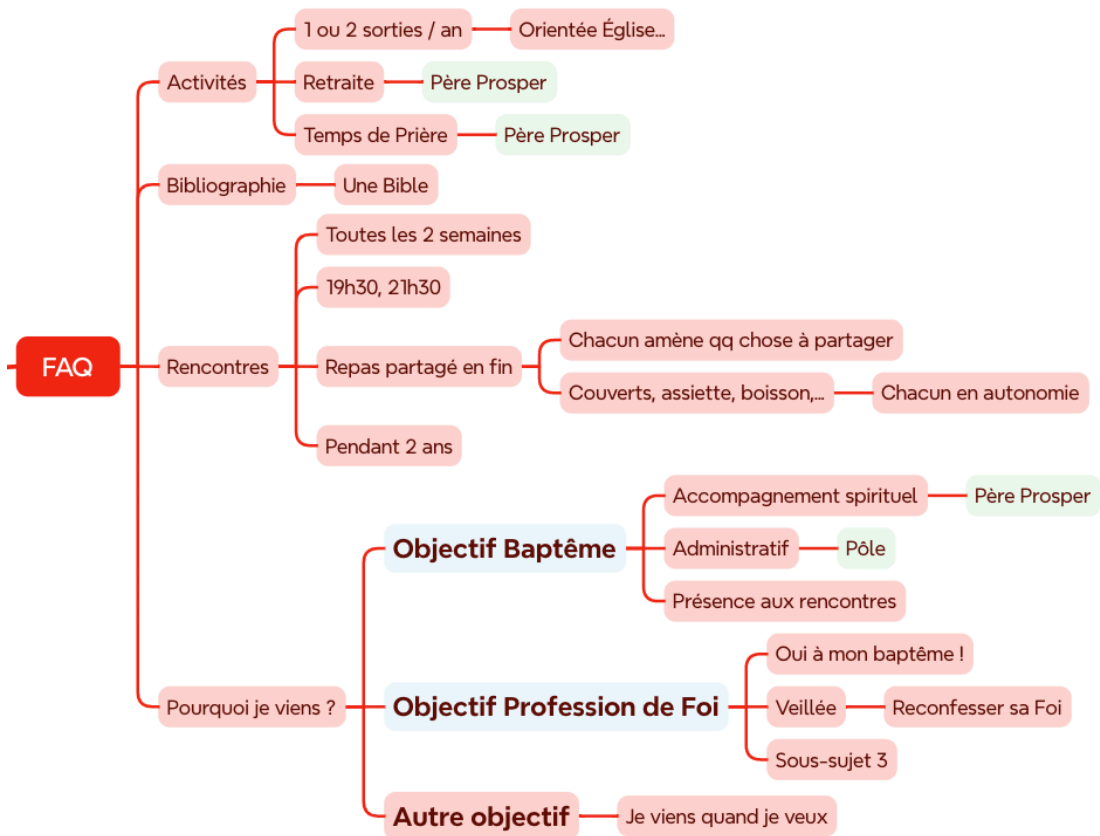 1 ou 2 sorties / an
Orientée Église...
Activités
Retraite
Père Prosper
Temps de Prière
Père Prosper
Bibliographie
Une Bible
Toutes les 2 semaines
19h30, 21h30
FAQ
Rencontres
Repas partagé en fin
Chacun amène qq chose à partager
Couverts, assiette, boisson,...
Chacun en autonomie
Pendant 2 ans
Accompagnement spirituel
Père Prosper
Objectif Baptême
Administratif
Pôle
Présence aux rencontres
Oui à mon baptême !
Pourquoi je viens ?
Objectif Profession de Foi
Veillée
Reconfesser sa Foi
Sous-sujet 3
Autre objectif
Je viens quand je veux